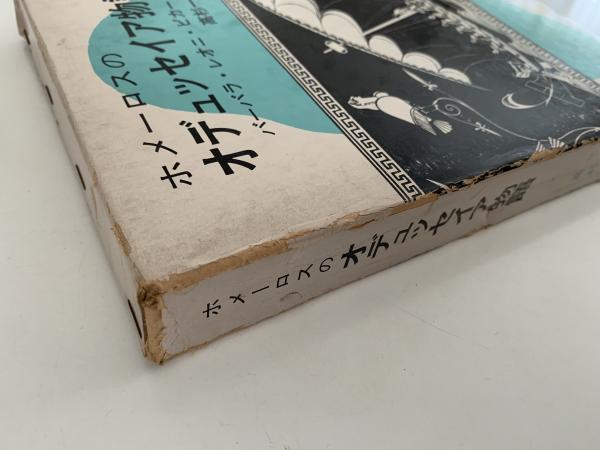 ホメーロスの
オデュッセイア物
バーバラ・レオニ・ピカード
ホメーロスの オデュッセイア物語